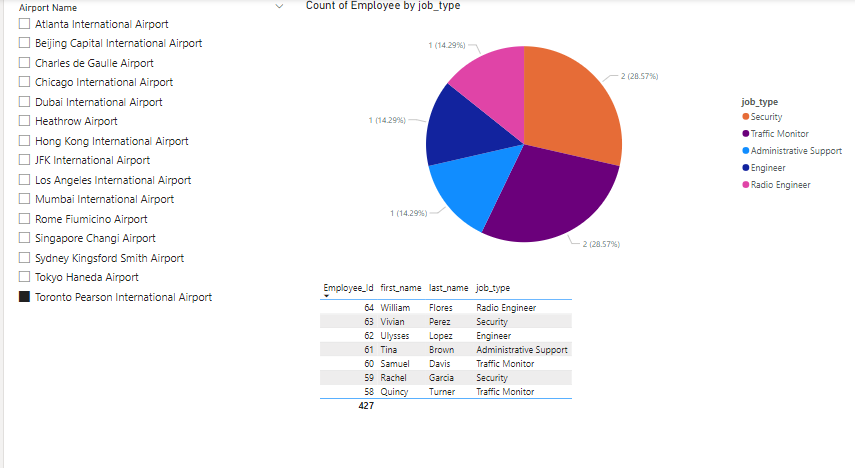 Airport Name
Atlanta International Airport
Beijing Capital International Airport
Charles de Gaulle Airport
Chicago International Airport
Dubai International Airport
Heathrow Airport
Hong Kong International Airport
JFK International Airport
Los Angeles International Airport
Mumbai International Airport
Rome Fiumicino Airport
Singapore Changi Airport
Sydney Kingsford Smith Airport
Tokyo Haneda Airport
Toronto Pearson International Airport
Count of Employee by job_type
1 (14.29%)
2 (28.57%)
1 (14.29%)
1 (14.29%)
2 (28.57%)
job_type
Security
Traffic Monitor
Administrative Support
Engineer
Radio Engineer
Employee_Id first_name last_name job_type
64 William Flores Radio Engineer
63 Vivian Perez Security
62 Ulysses Lopez Engineer
61 Tina Brown Administrative Support
60 Samuel Davis Traffic Monitor
59 Rachel Garcia Security
58 Quincy Turner Traffic Monitor
427